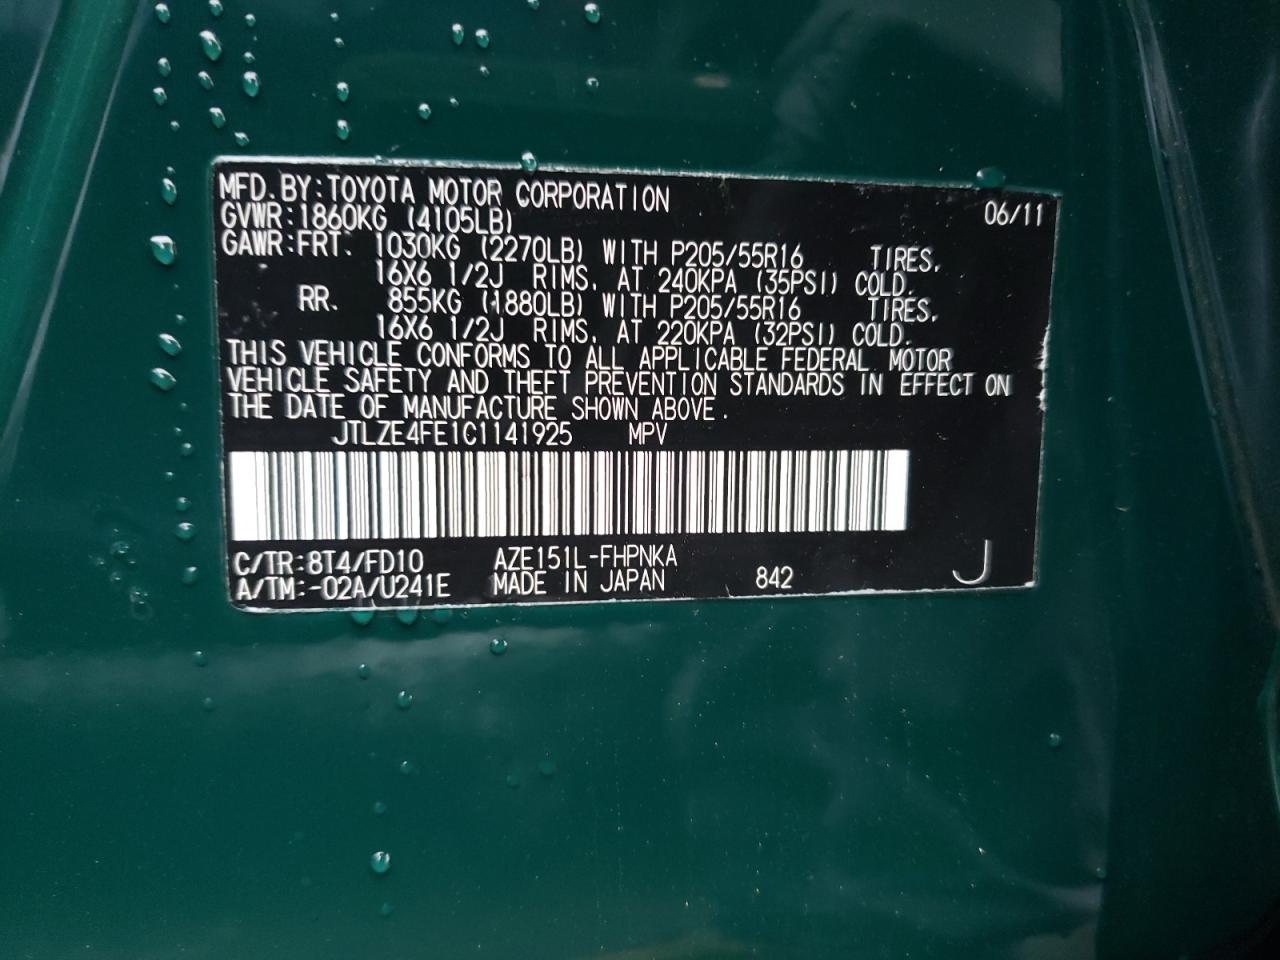 MFD. BY: TOYOTA MOTOR CORPORATION 06/11
GVWR: 1860KG (4105LB)
GAWR: FRT. 1030KG (2270LB) WITH P205/55R16 TIRES,
16X6 1/2J RIMS, AT 240KPA (35PSI) COLD.
RR. 855KG (1880LB) WITH P205/55R16 TIRES,
16X6 1/2J RIMS, AT 220KPA (32PSI) COLD.
THIS VEHICLE CONFORMS TO ALL APPLICABLE FEDERAL MOTOR
VEHICLE SAFETY AND THEFT PREVENTION STANDARDS IN EFFECT ON
THE DATE OF MANUFACTURE SHOWN ABOVE.
JTLZE4FE1C1141925 MPV
C/TR: 8T4/FD10 AZE151L-FHPNKA
A/TM: -02A/U241E MADE IN JAPAN 842 J